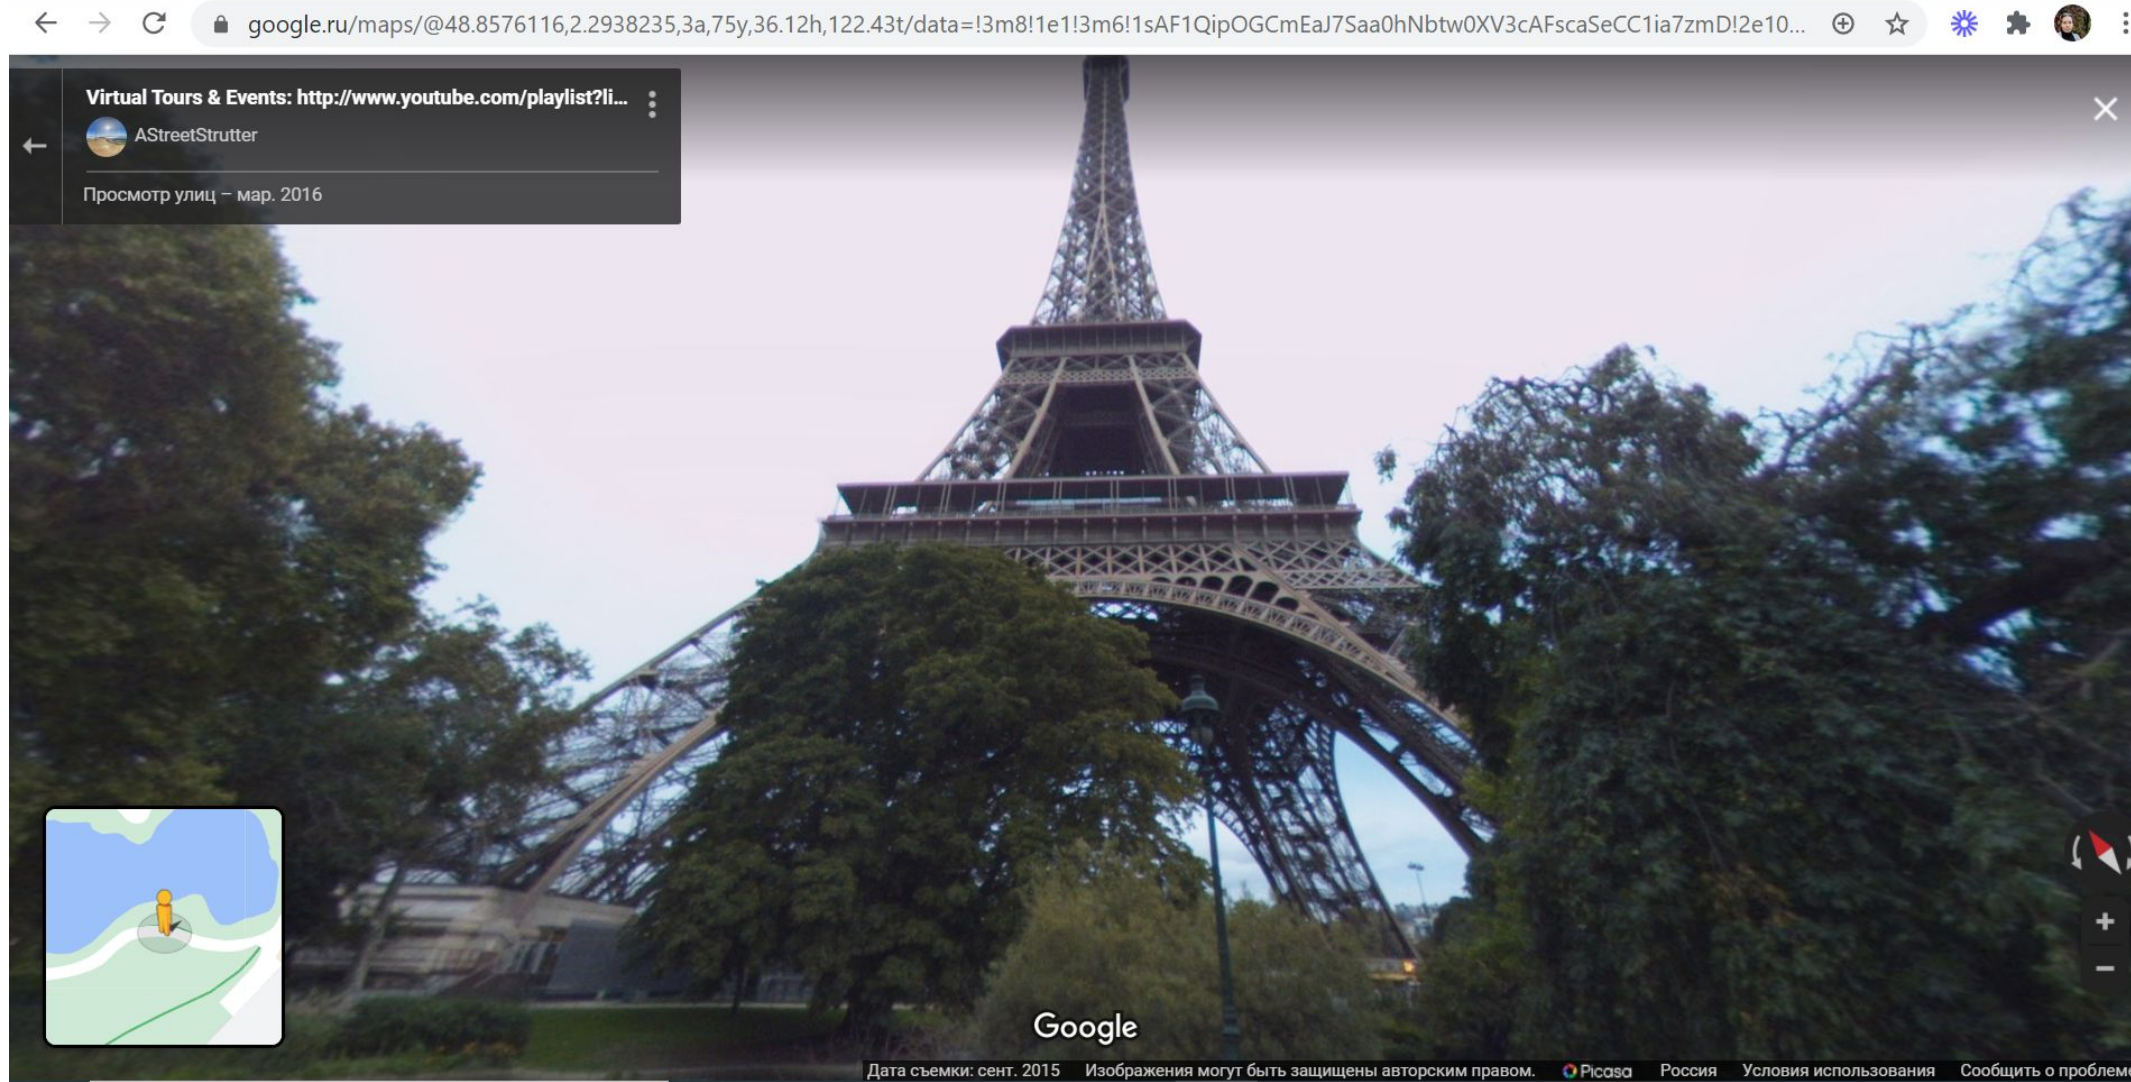 google.ru/maps/@48.8576116,2.2938235,3a,75y,36.12h,122.43t/data=!3m8!1e1!3m6!1sAF1QipOGCmEaJ7Saa0hNbtw0XV3cAFscaSeCC1ia7zmD!2e10...
Virtual Tours & Events: http://www.youtube.com/playlist?li...
AStreetStrutter
Просмотр улиц – мар. 2016
Google
Дата съемки: сент. 2015 Изображения могут быть защищены авторским правом. Picasa Россия Условия использования Сообщить о проблеме